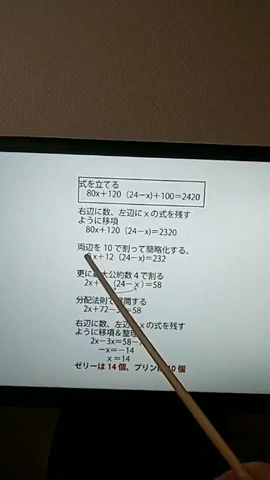 式を立てる
80x+120 (24-x)+100=2420
右辺に数、左辺にxの式を残す
ように移項
80x+120 (24-x)=2320
両辺を10で割って簡略化する。
x+12 (24-x)=232
更に最大公約数4で割る
2x+ (24-x)=58
分配法則で展開する
2x+72-3x=58
右辺に数、左辺 xの式を残す
ように移項&整理
2x-3x=58-
-x=-14
x=14
ゼリーは14個、プリン 10個